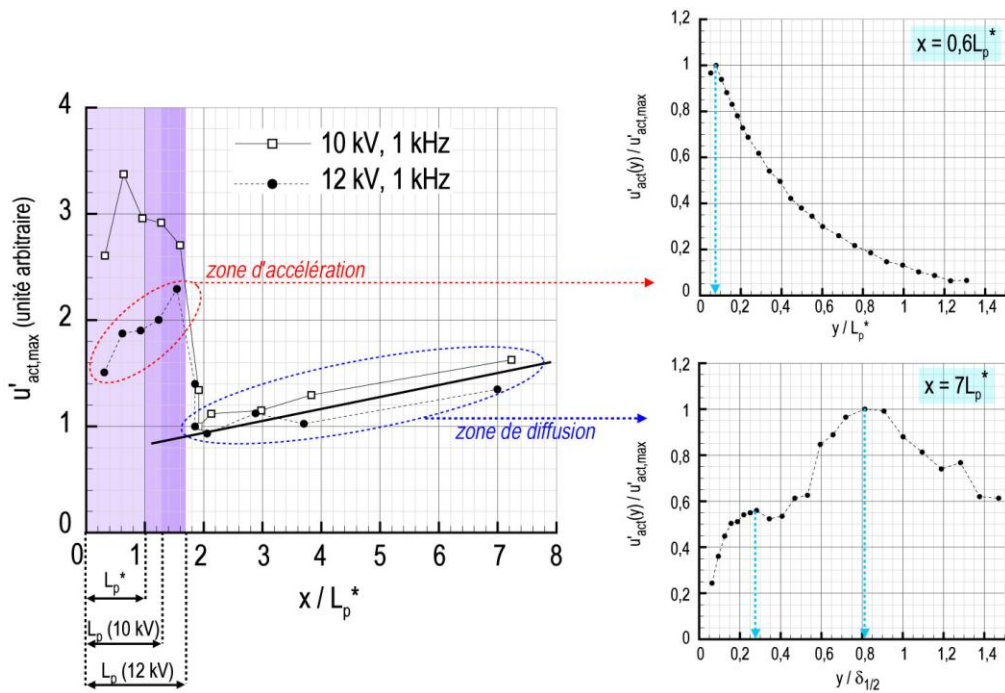 4
3
2
1
0
u'act,max (unité arbitraire)
10 kV, 1 kHz
12 kV, 1 kHz
zone d'accélération
zone de diffusion
0 1 2 3 4 5 6 7 8
x / Lp*
Lp*
Lp (10 kV)
Lp (12 kV)
x = 0,6Lp*
1,2
1
0,8
0,6
0,4
0,2
0
u'act(y) / u'act,max
0 0,2 0,4 0,6 0,8 1 1,2 1,4
y / Lp*
x = 7Lp*
1,2
1
0,8
0,6
0,4
0,2
0
u'act(y) / u'act,max
0 0,2 0,4 0,6 0,8 1 1,2 1,4
y / δ1/2